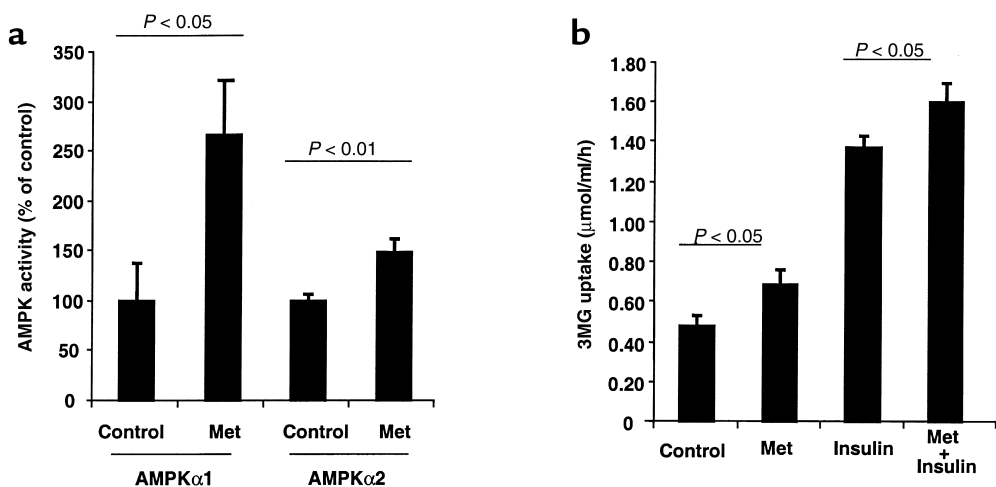 a
P < 0.05
350
300
250
200
150
100
50
0
AMPK activity (% of control)
P < 0.01
Control Met Control Met
AMPKα1 AMPKα2
b
P < 0.05
1.80
1.60
1.40
1.20
1.00
0.80
0.60
0.40
0.20
0
3MG uptake (μmol/ml/h)
P < 0.05
Control Met Insulin Met
+
Insulin